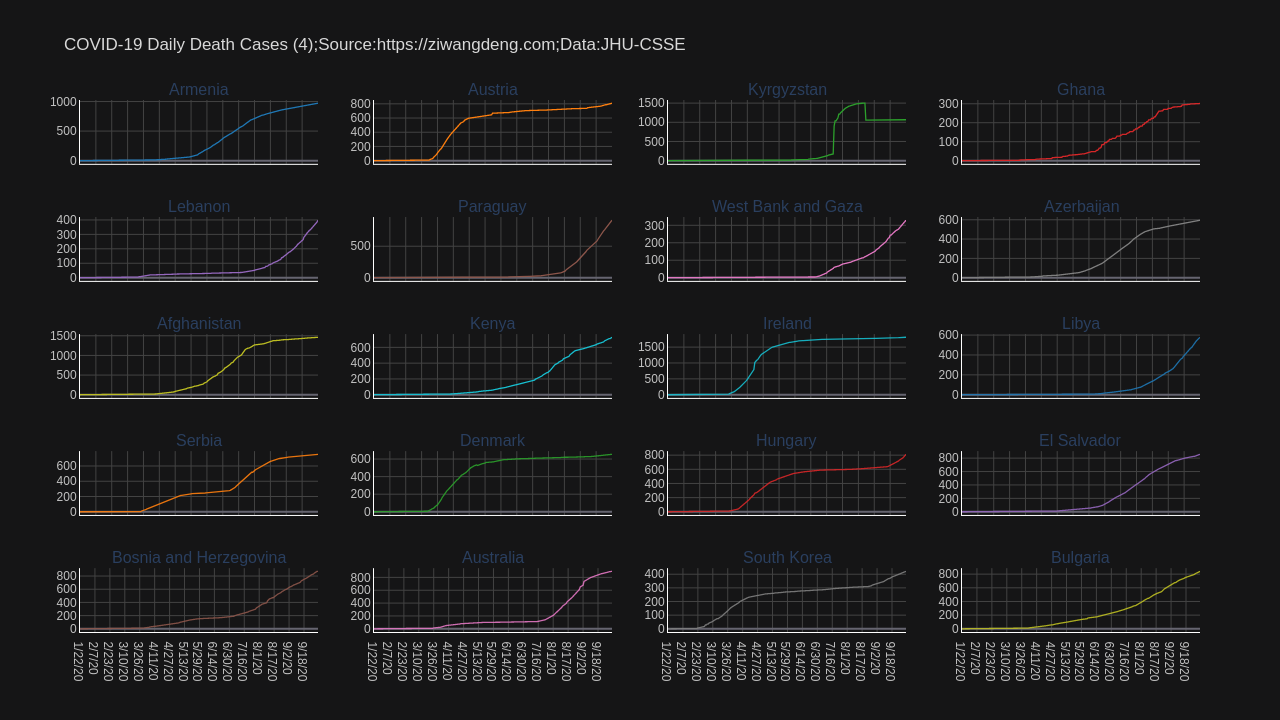 COVID-19 Daily Death Cases (4);Source:https://ziwangdeng.com;Data:JHU-CSSE
Armenia Austria Kyrgyzstan Ghana
1000 800 1500 300
600 1000 200
500 400 500 100
200
0 0 0 0
Lebanon Paraguay West Bank and Gaza Azerbaijan
400 500 300 600
300 200 400
200 100 200
100
0 0 0 0
Afghanistan Kenya Ireland Libya
1500 600 1500 600
1000 400 1000 400
500 200 500 200
0 0 0 0
Serbia Denmark Hungary El Salvador
600 600 800 800
400 400 600 600
200 200 400 400
200 200
0 0 0 0
Bosnia and Herzegovina Australia South Korea Bulgaria
800 800 400 800
600 600 300 600
400 400 200 400
200 200 100 200
0 0 0 0
1/22/20 2/7/20 2/23/20 3/10/20 3/26/20 4/11/20 4/27/20 5/13/20 5/29/20 6/14/20 6/30/20 7/16/20 8/1/20 8/17/20 9/2/20 9/18/20
1/22/20 2/7/20 2/23/20 3/10/20 3/26/20 4/11/20 4/27/20 5/13/20 5/29/20 6/14/20 6/30/20 7/16/20 8/1/20 8/17/20 9/2/20 9/18/20
1/22/20 2/7/20 2/23/20 3/10/20 3/26/20 4/11/20 4/27/20 5/13/20 5/29/20 6/14/20 6/30/20 7/16/20 8/1/20 8/17/20 9/2/20 9/18/20
1/22/20 2/7/20 2/23/20 3/10/20 3/26/20 4/11/20 4/27/20 5/13/20 5/29/20 6/14/20 6/30/20 7/16/20 8/1/20 8/17/20 9/2/20 9/18/20